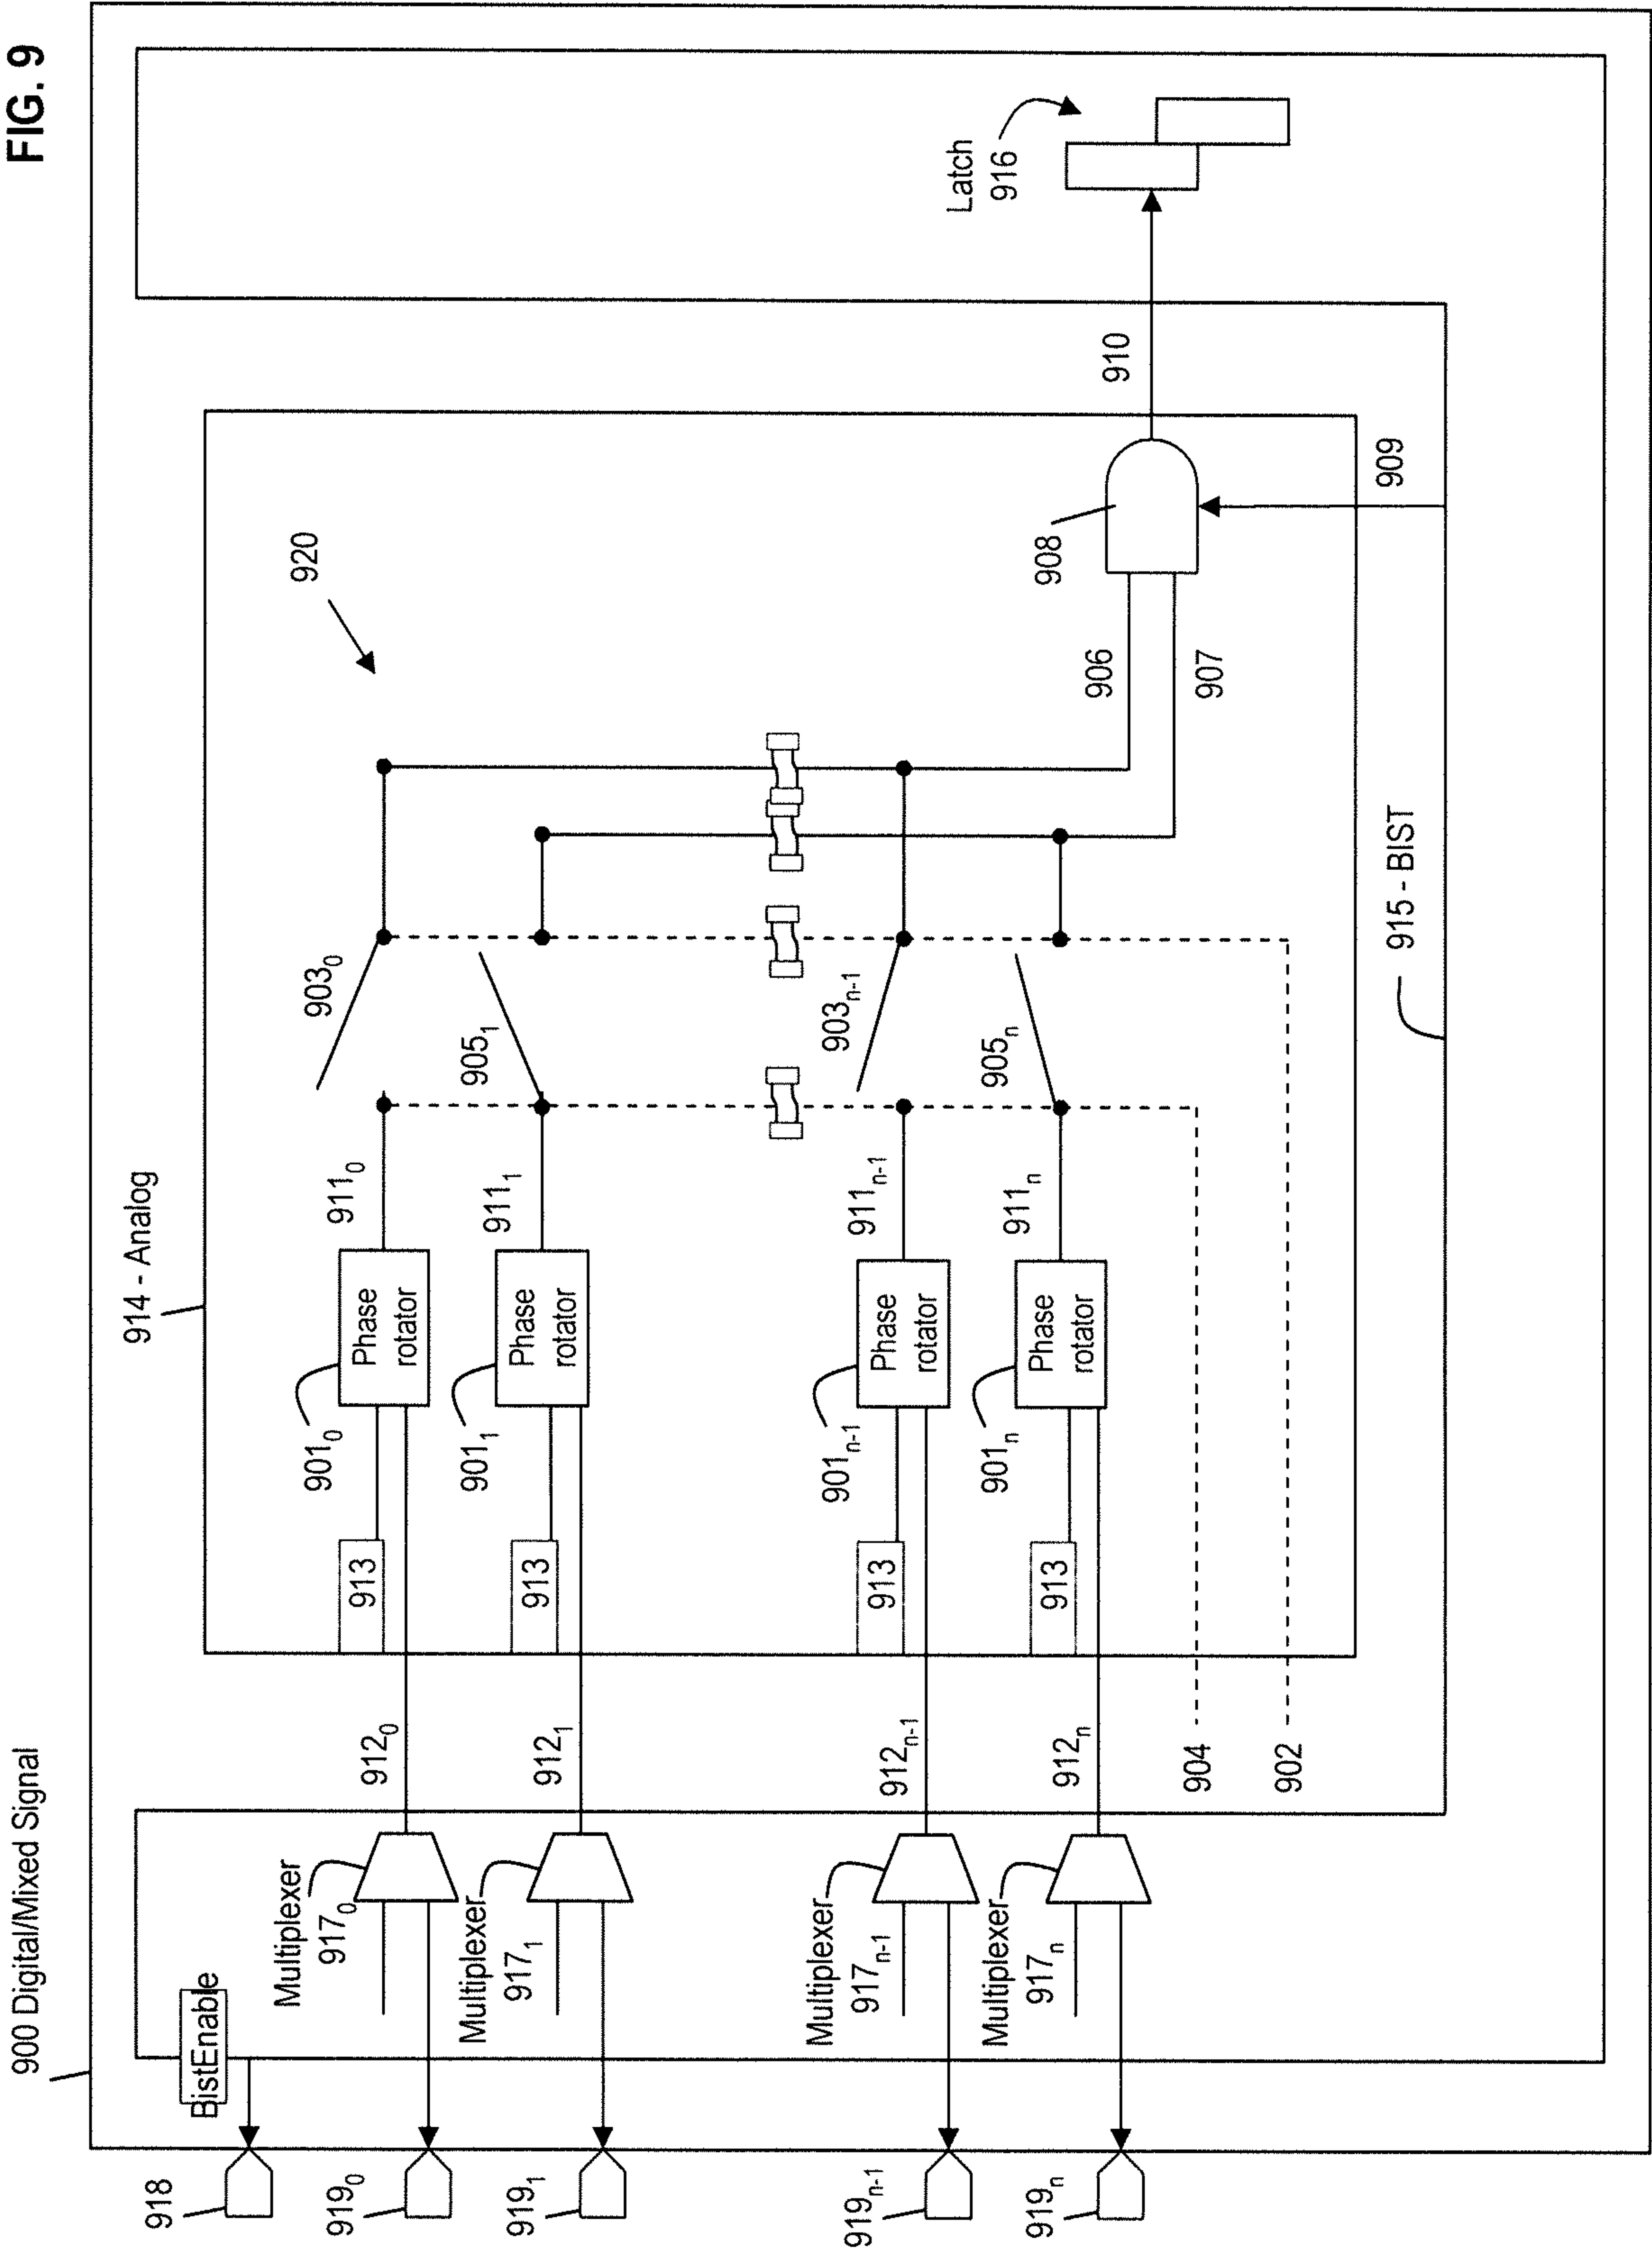 FIG. 9
900 Digital/Mixed Signal
914 - Analog
920
BistEnable
918
Multiplexer
917₀
919₀
912₀
913
901₀
Phase
rotator
911₀
903₀
Multiplexer
917₁
919₁
912₁
913
901₁
Phase
rotator
911₁
905₁
Multiplexer
917ₙ₋₁
919ₙ₋₁
912ₙ₋₁
913
901ₙ₋₁
Phase
rotator
911ₙ₋₁
903ₙ₋₁
Multiplexer
917ₙ
919ₙ
912ₙ
913
901ₙ
Phase
rotator
911ₙ
905ₙ
904
902
906
907
908
909
910
Latch
916
915 - BIST